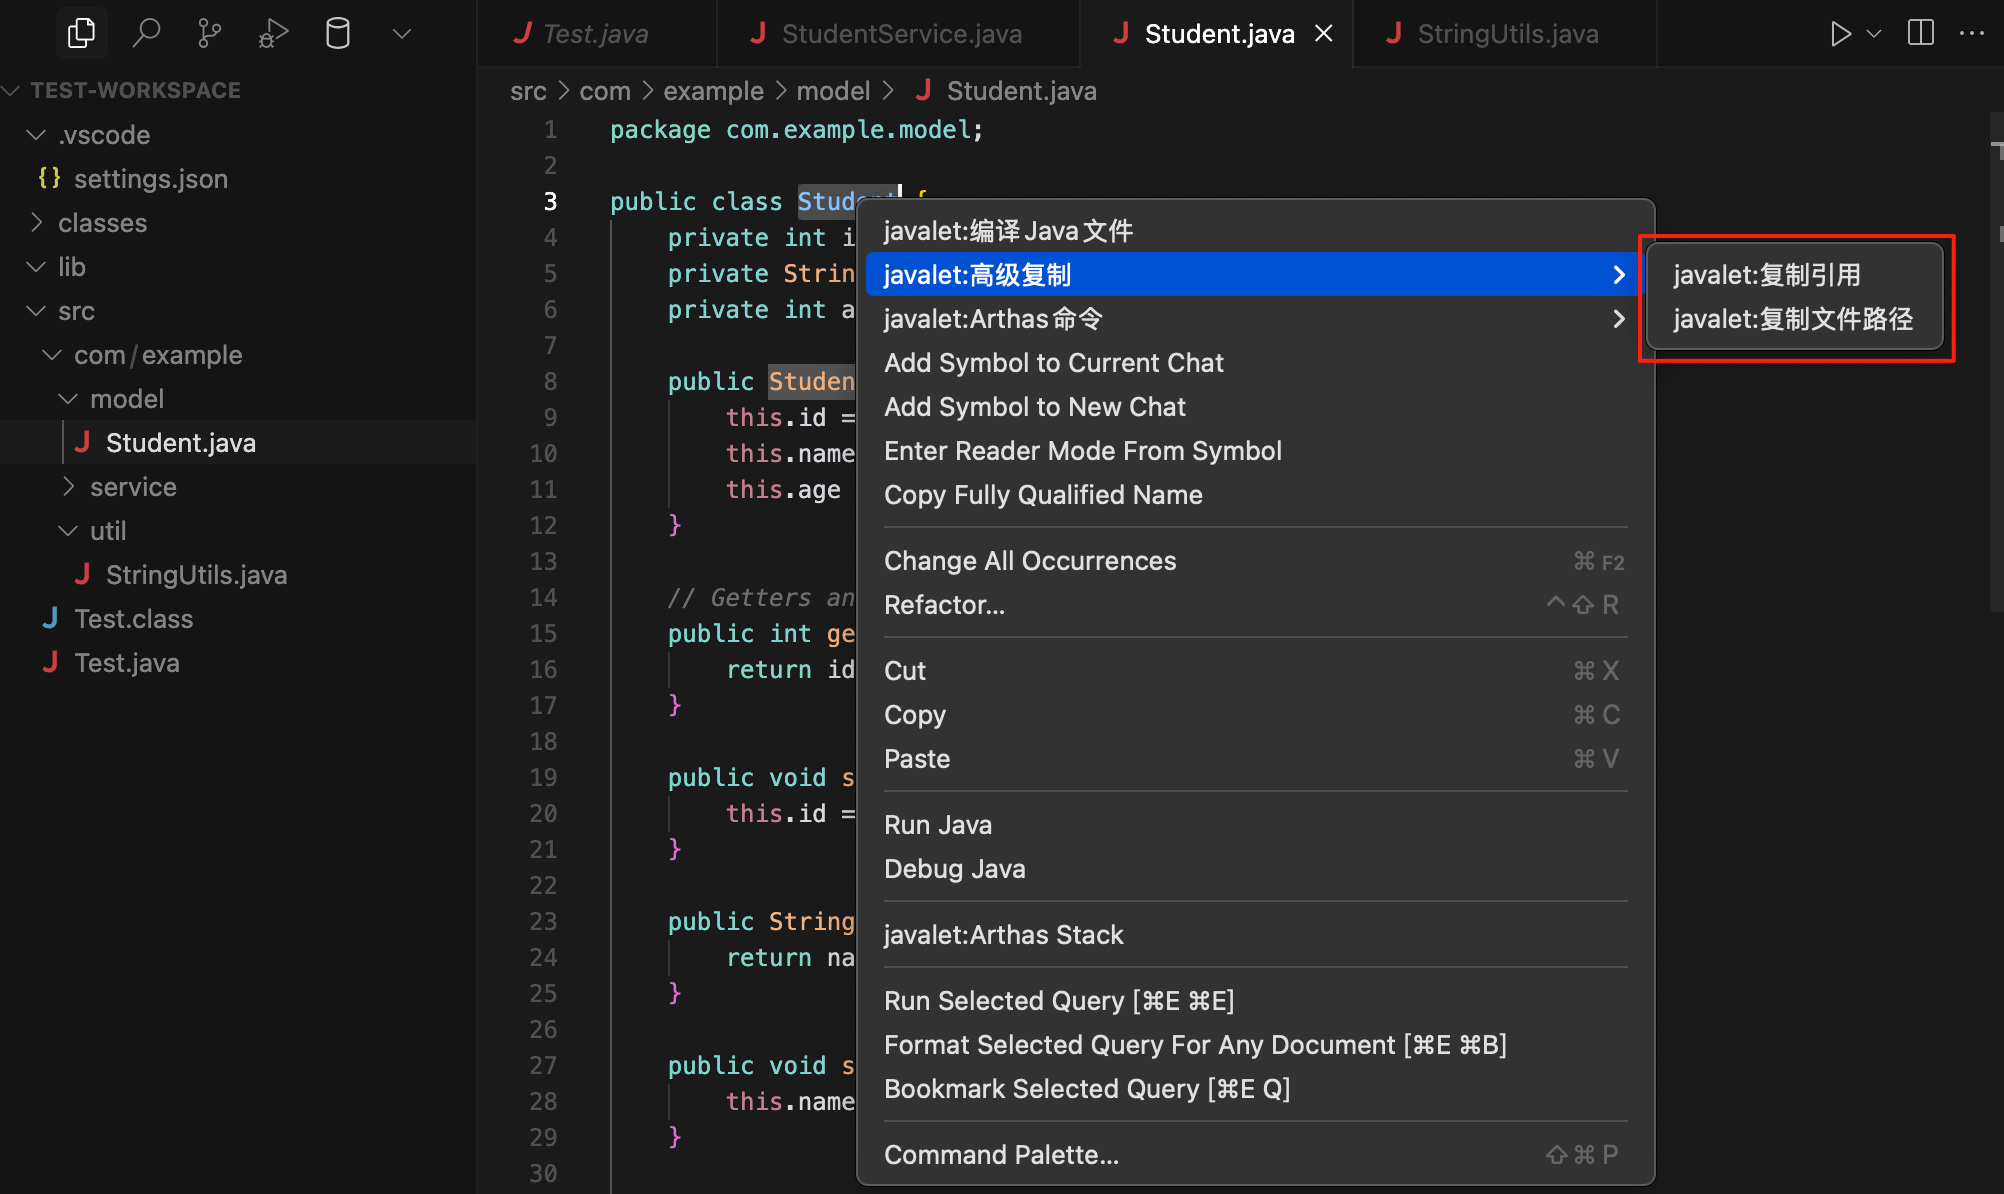 Test.java
StudentService.java
Student.java
StringUtils.java
TEST-WORKSPACE
.vscode
{} settings.json
classes
lib
src
com/example
model
Student.java
service
util
StringUtils.java
Test.class
Test.java
src > com > example > model > Student.java
1 package com.example.model;
2
3 public class Student {
4 private int i
5 private Strin
6 private int a
7
8 public Studen
9 this.id =
10 this.name
11 this.age
12 }
13
14 // Getters an
15 public int ge
16 return id
17 }
18
19 public void s
20 this.id =
21 }
22
23 public String
24 return na
25 }
26
27 public void s
28 this.name
29 }
30
javalet:编译Java文件
javalet:高级复制
javalet:Arthas命令
Add Symbol to Current Chat
Add Symbol to New Chat
Enter Reader Mode From Symbol
Copy Fully Qualified Name
Change All Occurrences ⌘ F2
Refactor... ^⇧ R
Cut ⌘ X
Copy ⌘ C
Paste ⌘ V
Run Java
Debug Java
javalet:Arthas Stack
Run Selected Query [⌘E ⌘E]
Format Selected Query For Any Document [⌘E ⌘B]
Bookmark Selected Query [⌘E Q]
Command Palette... ⇧⌘ P
javalet:复制引用
javalet:复制文件路径